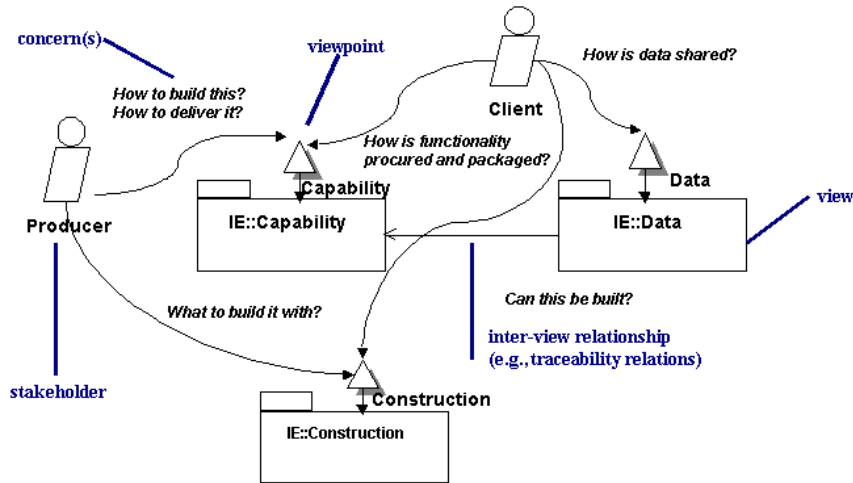 concern(s)
viewpoint
How is data shared?
How to build this?
How to deliver it?
Client
How is functionality
procured and packaged?
Capability
Data
Producer
IE::Capability
IE::Data
view
What to build it with?
Can this be built?
inter-view relationship
(e.g., traceability relations)
stakeholder
Construction
IE::Construction